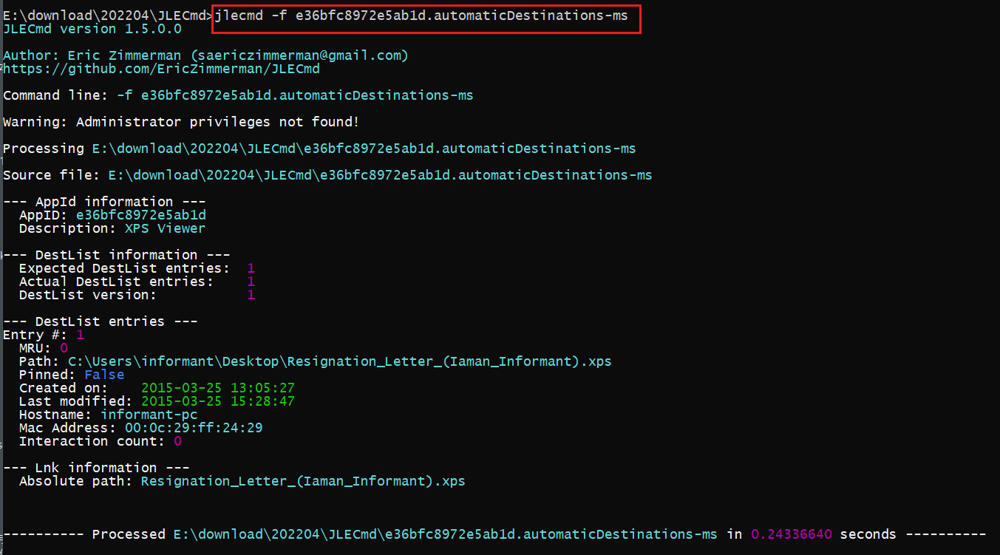 E:\download\202204\JLECmd>jlecmd -f e36bfc8972e5ab1d.automaticDestinations-ms
JLECmd version 1.5.0.0
Author: Eric Zimmerman (saericzimmerman@gmail.com)
https://github.com/EricZimmerman/JLECmd
Command line: -f e36bfc8972e5ab1d.automaticDestinations-ms
Warning: Administrator privileges not found!
Processing E:\download\202204\JLECmd\e36bfc8972e5ab1d.automaticDestinations-ms
Source file: E:\download\202204\JLECmd\e36bfc8972e5ab1d.automaticDestinations-ms
--- AppId information ---
AppID: e36bfc8972e5ab1d
Description: XPS Viewer
--- DestList information ---
Expected DestList entries: 1
Actual DestList entries: 1
DestList version: 1
--- DestList entries ---
Entry #: 1
MRU: 0
Path: C:\Users\informant\Desktop\Resignation_Letter_(Iaman_Informant).xps
Pinned: False
Created on: 2015-03-25 13:05:27
Last modified: 2015-03-25 15:28:47
Hostname: informant-pc
Mac Address: 00:0c:29:ff:24:29
Interaction count: 0
--- Lnk information ---
Absolute path: Resignation_Letter_(Iaman_Informant).xps
---------- Processed E:\download\202204\JLECmd\e36bfc8972e5ab1d.automaticDestinations-ms in 0.24336640 seconds ----------